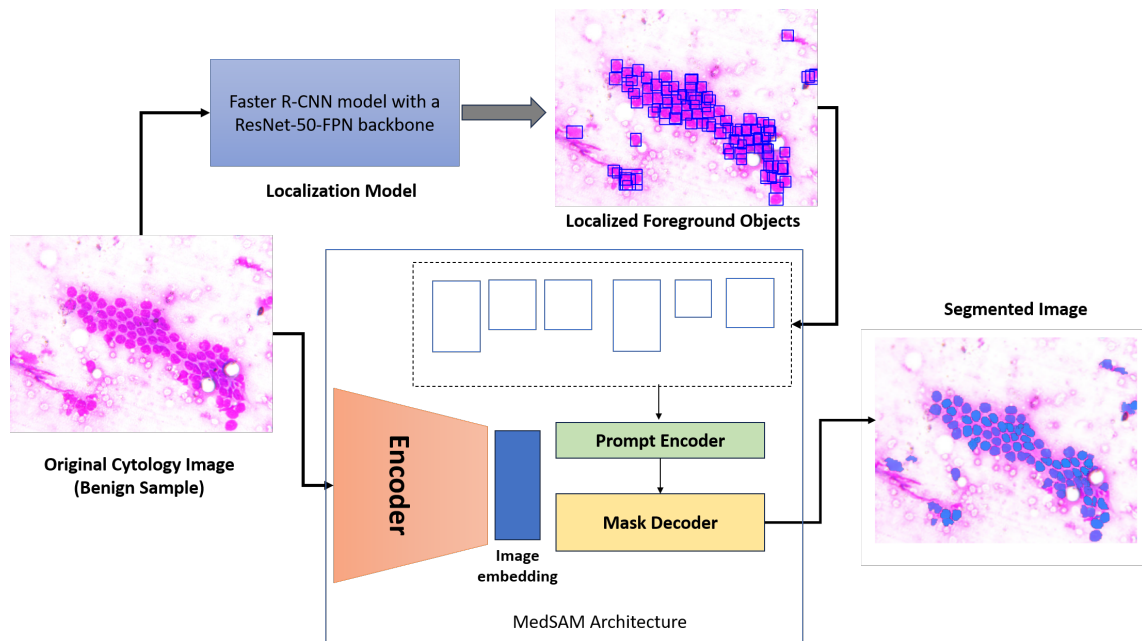 Faster R-CNN model with a
ResNet-50-FPN backbone
Localization Model
Localized Foreground Objects
Original Cytology Image
(Benign Sample)
Encoder
Image
embedding
Prompt Encoder
Mask Decoder
MedSAM Architecture
Segmented Image